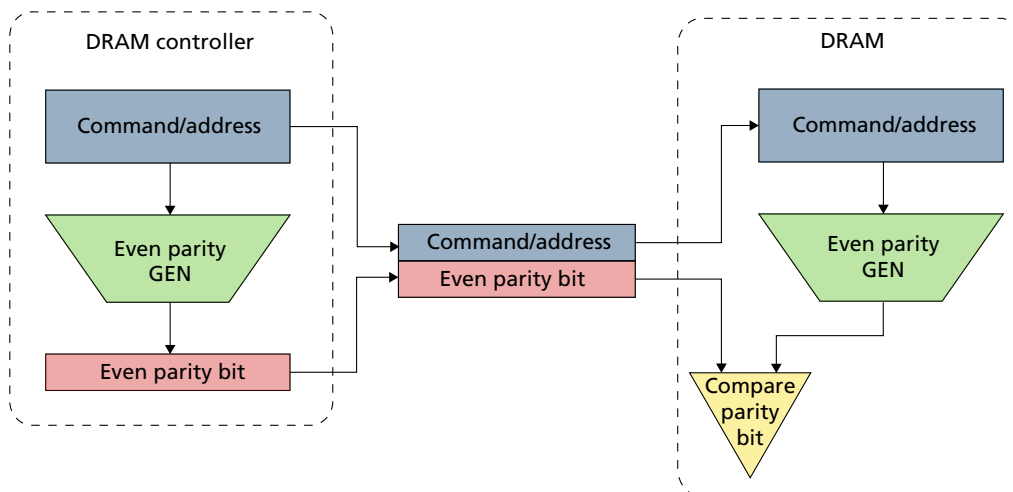 DRAM controller
Command/address
Even parity
GEN
Even parity bit
Command/address
Even parity bit
DRAM
Command/address
Even parity
GEN
Compare
parity
bit